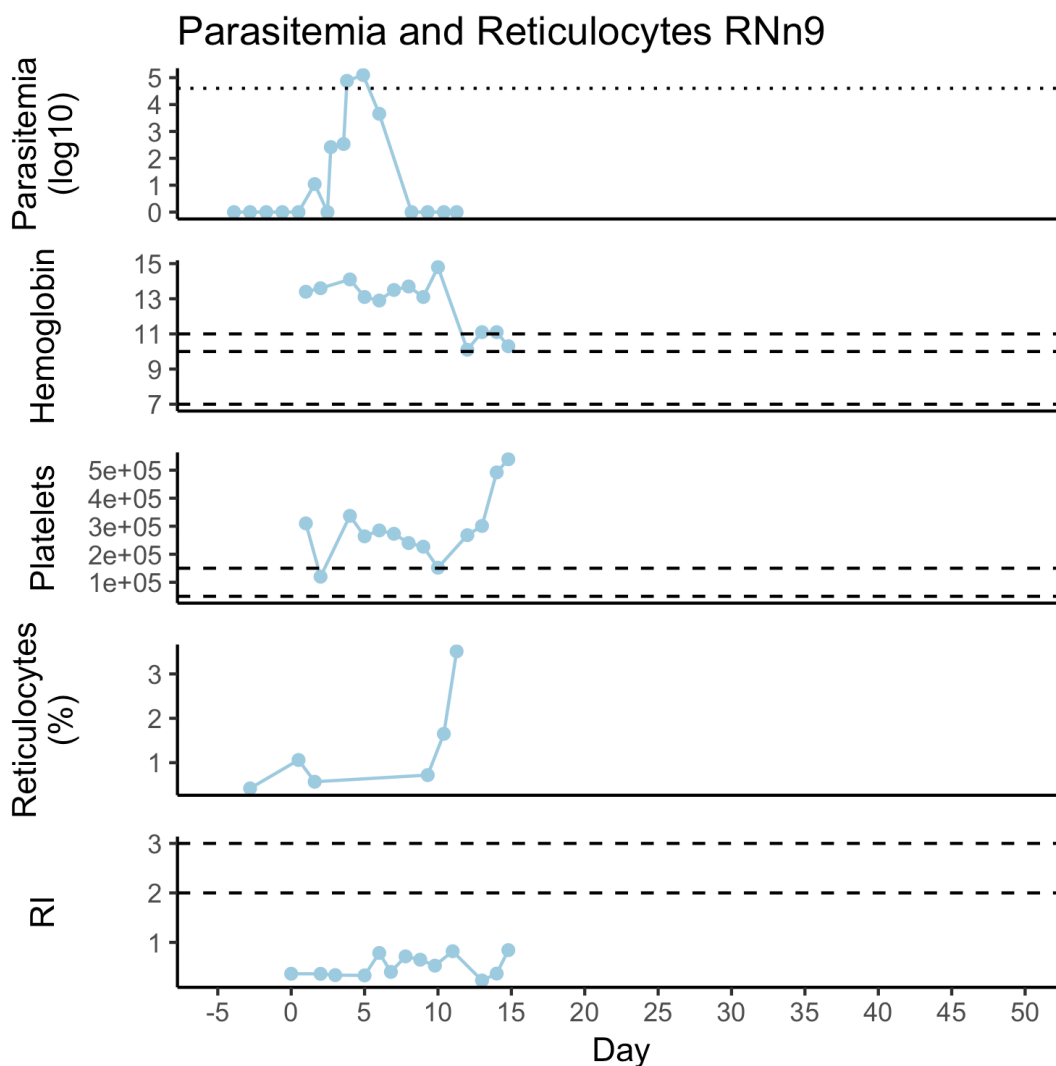 Parasitemia and Reticulocytes RNn9
Parasitemia
(log10)
5
4
3
2
1
0
Hemoglobin
15
13
11
9
7
Platelets
5e+05
4e+05
3e+05
2e+05
1e+05
Reticulocytes
(%)
3
2
1
RI
3
2
1
-5 0 5 10 15 20 25 30 35 40 45 50
Day